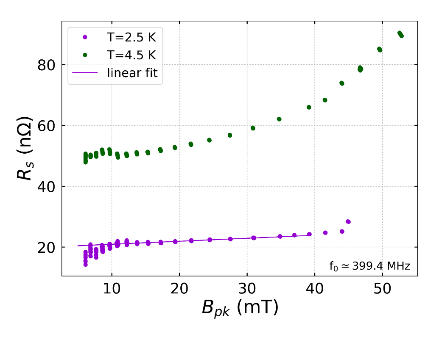 T=2.5 K
T=4.5 K
linear fit
80
60
40
20
R_s (nΩ)
f₀ ≃ 399.4 MHz
10 20 30 40 50
B_pk (mT)